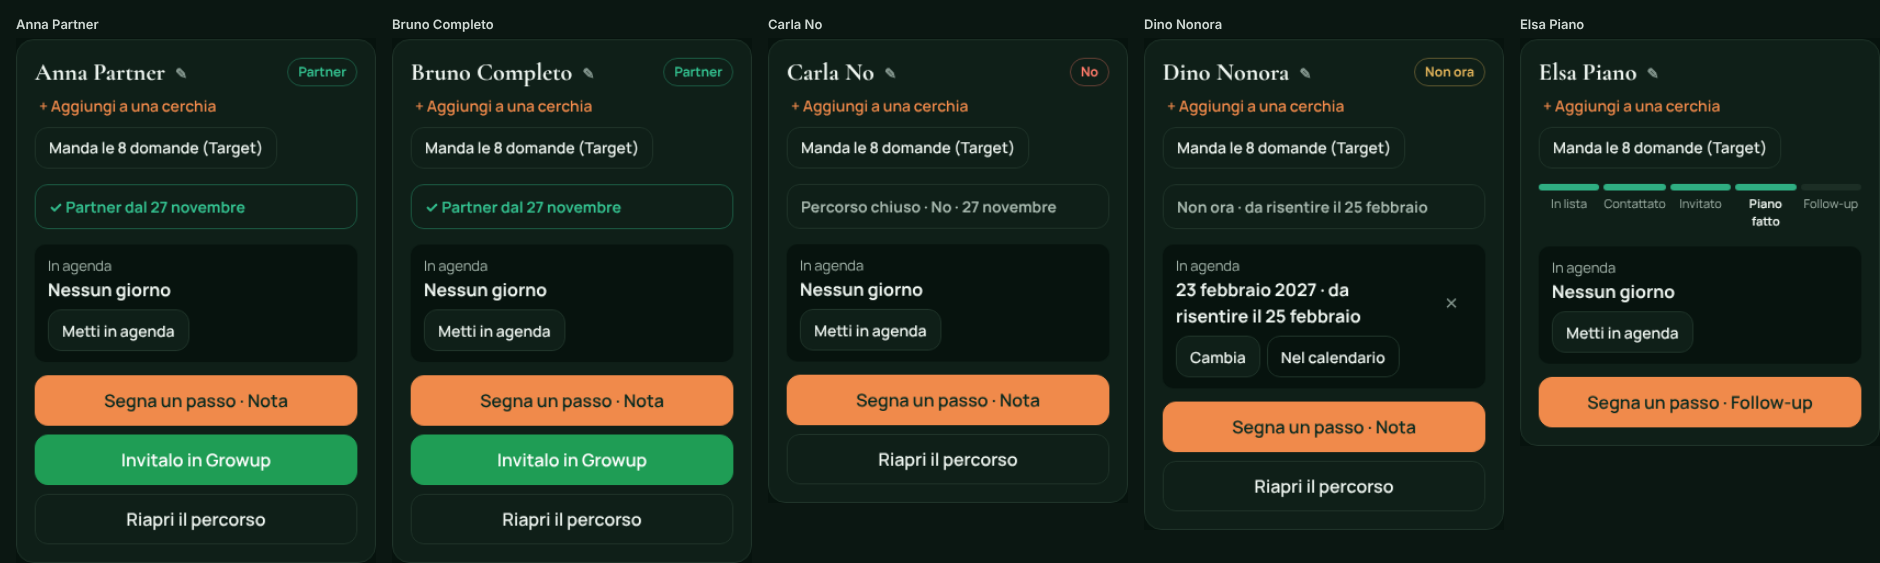 Anna Partner
Anna Partner ✎
Partner
+ Aggiungi a una cerchia
Manda le 8 domande (Target)
✓ Partner dal 27 novembre
In agenda
Nessun giorno
Metti in agenda
Segna un passo · Nota
Invitalo in Growup
Riapri il percorso
Bruno Completo
Bruno Completo ✎
Partner
+ Aggiungi a una cerchia
Manda le 8 domande (Target)
✓ Partner dal 27 novembre
In agenda
Nessun giorno
Metti in agenda
Segna un passo · Nota
Invitalo in Growup
Riapri il percorso
Carla No
Carla No ✎
No
+ Aggiungi a una cerchia
Manda le 8 domande (Target)
Percorso chiuso · No · 27 novembre
In agenda
Nessun giorno
Metti in agenda
Segna un passo · Nota
Riapri il percorso
Dino Nonora
Dino Nonora ✎
Non ora
+ Aggiungi a una cerchia
Manda le 8 domande (Target)
Non ora · da risentire il 25 febbraio
In agenda
23 febbraio 2027 · da
risentire il 25 febbraio
×
Cambia
Nel calendario
Segna un passo · Nota
Riapri il percorso
Elsa Piano
Elsa Piano ✎
+ Aggiungi a una cerchia
Manda le 8 domande (Target)
In lista
Contattato
Invitato
Piano
fatto
Follow-up
In agenda
Nessun giorno
Metti in agenda
Segna un passo · Follow-up